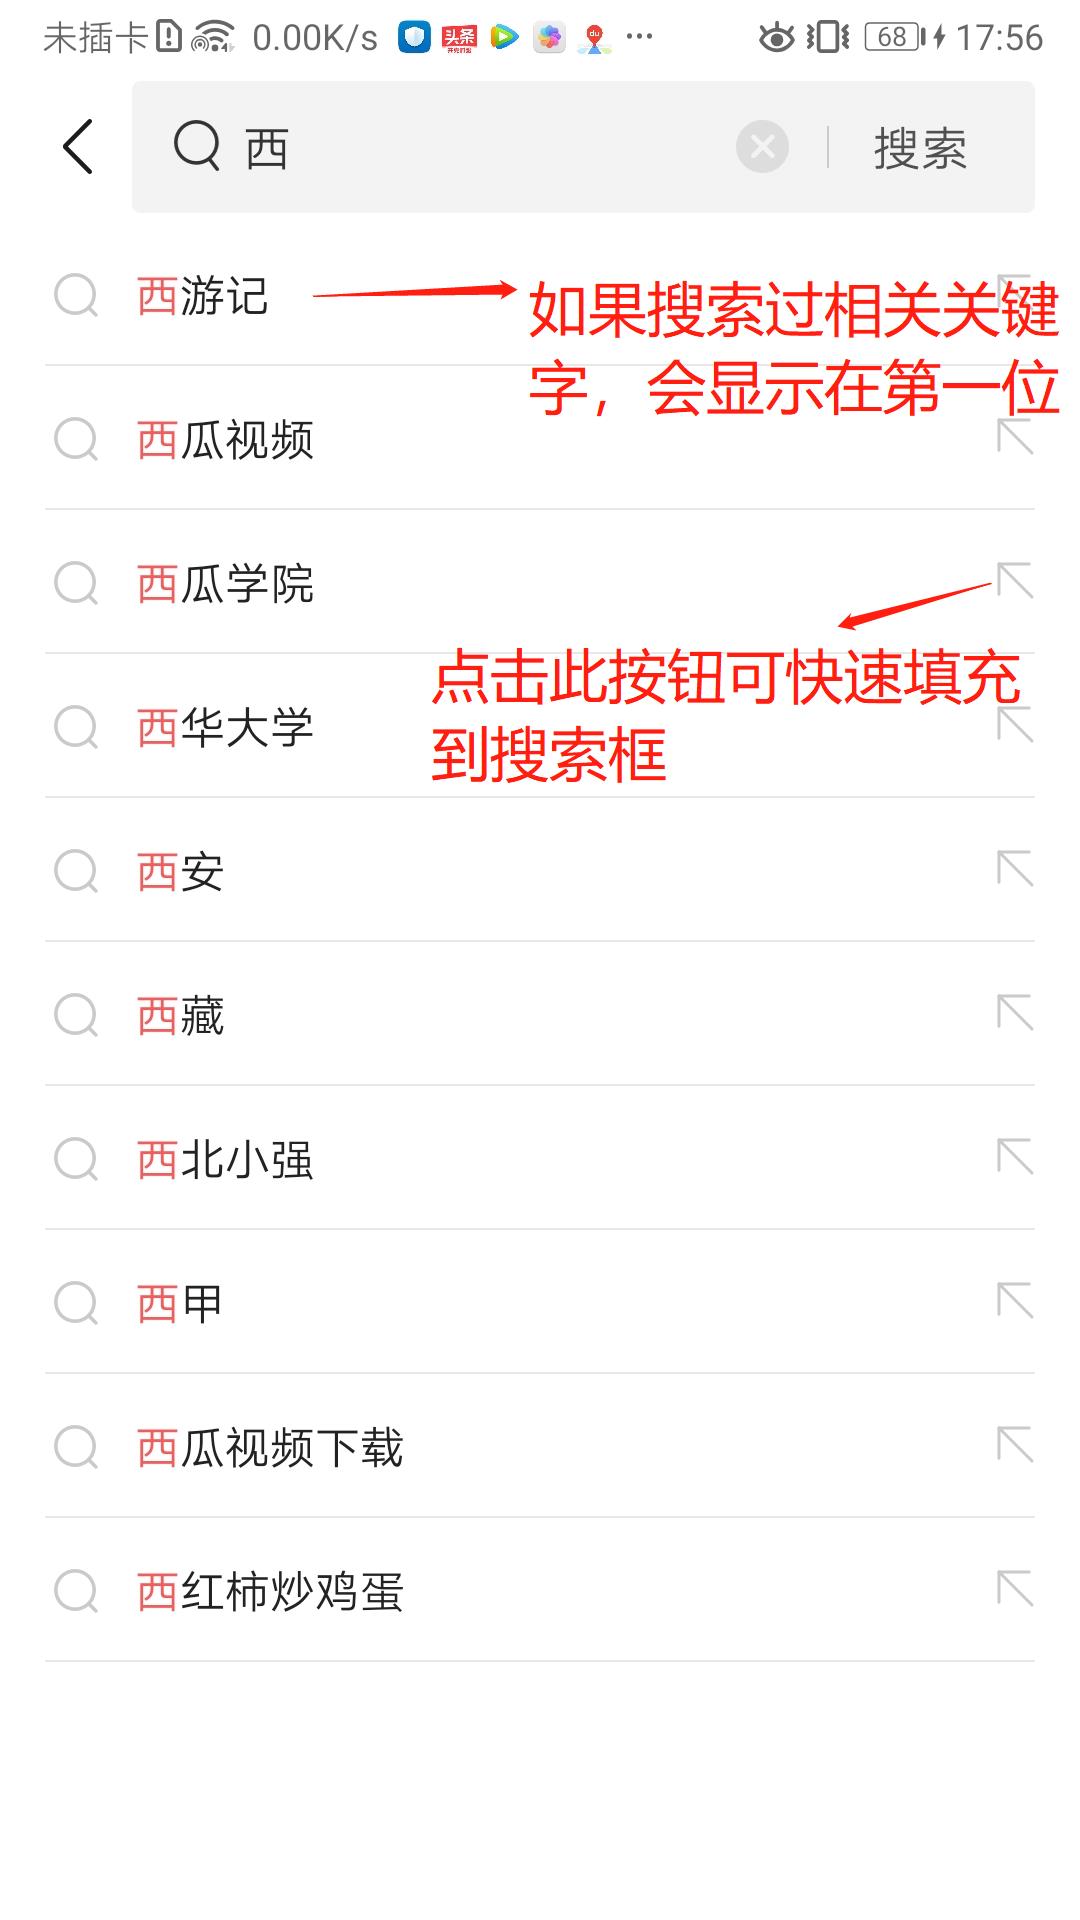 未插卡 0.00K/s 头条 du ··· 68 17:56
西 搜索
西游记
如果搜索过相关关键
字，会显示在第一位
西瓜视频
西瓜学院
点击此按钮可快速填充
西华大学
到搜索框
西安
西藏
西北小强
西甲
西瓜视频下载
西红柿炒鸡蛋